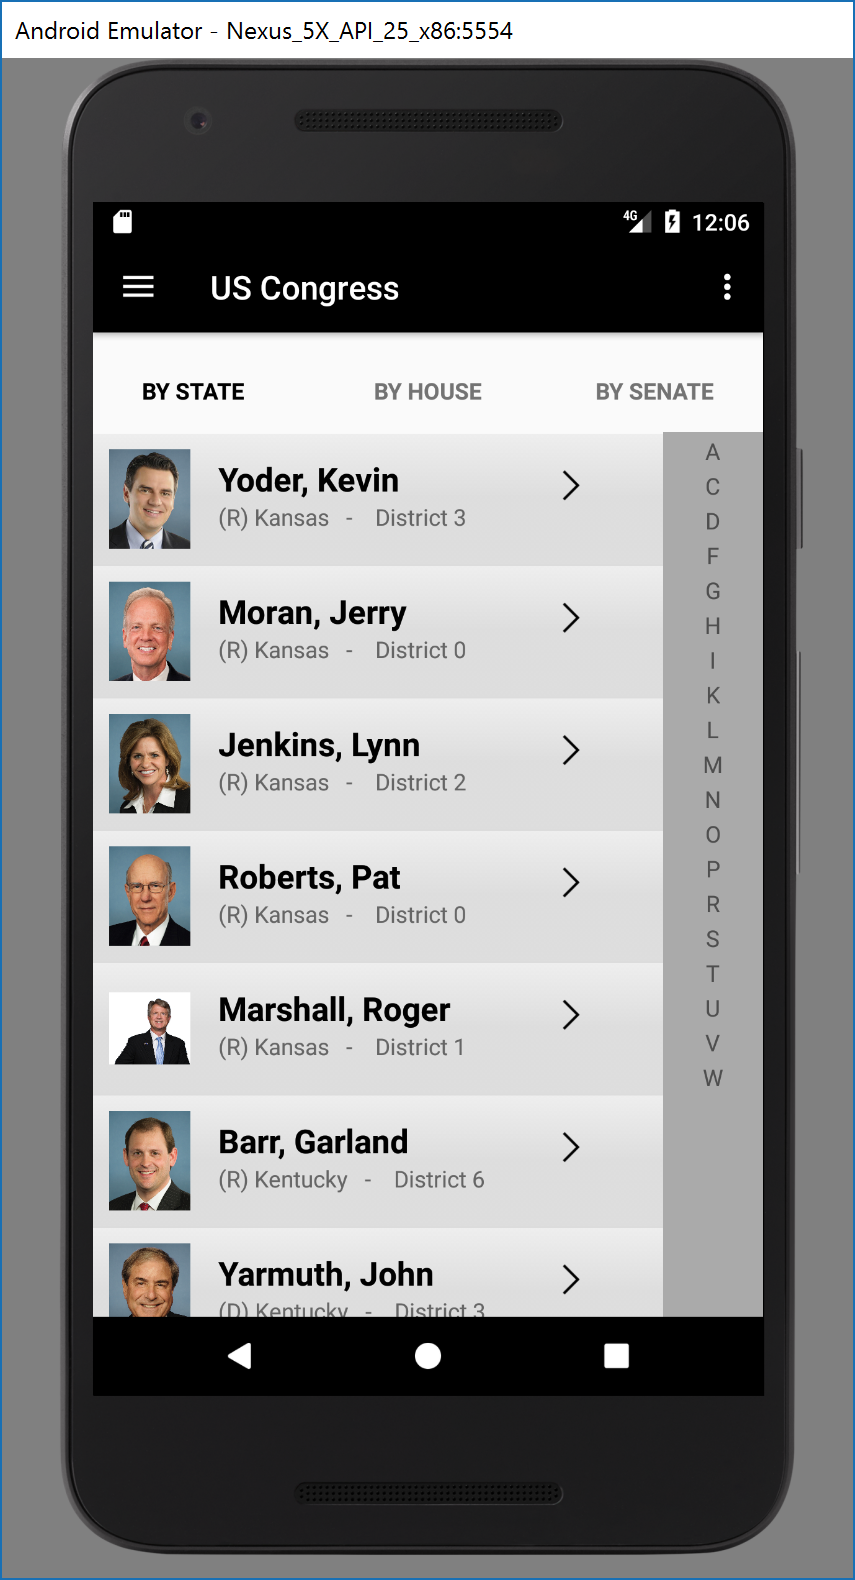 Android Emulator - Nexus_5X_API_25_x86:5554
4G 12:06
US Congress
BY STATE BY HOUSE BY SENATE
Yoder, Kevin
(R) Kansas - District 3
Moran, Jerry
(R) Kansas - District 0
Jenkins, Lynn
(R) Kansas - District 2
Roberts, Pat
(R) Kansas - District 0
Marshall, Roger
(R) Kansas - District 1
Barr, Garland
(R) Kentucky - District 6
Yarmuth, John
(D) Kentucky - District 3
A
C
D
F
G
H
I
K
L
M
N
O
P
R
S
T
U
V
W